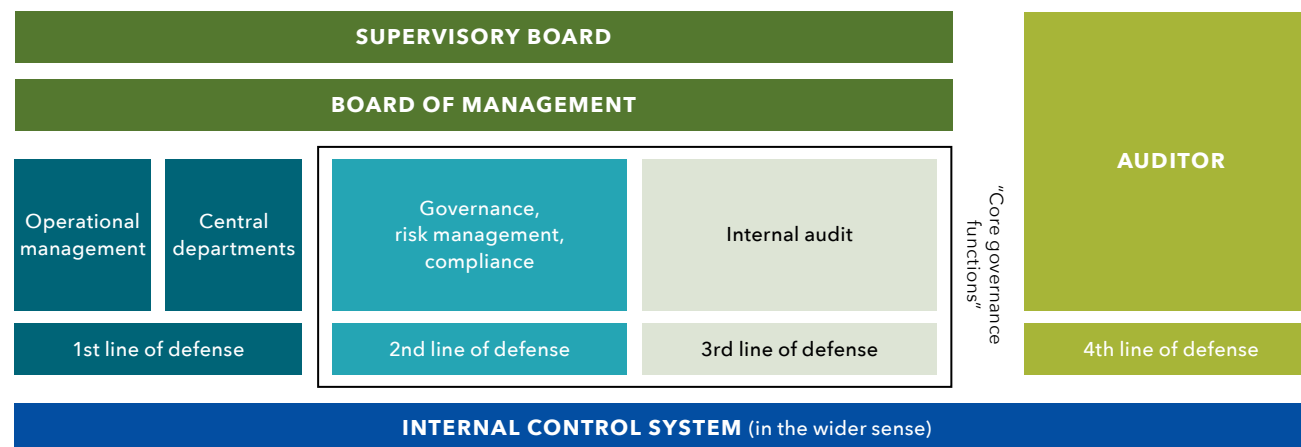 SUPERVISORY BOARD
BOARD OF MANAGEMENT
AUDITOR
Operational
management
Central
departments
Governance,
risk management,
compliance
Internal audit
"Core governance
functions"
1st line of defense
2nd line of defense
3rd line of defense
4th line of defense
INTERNAL CONTROL SYSTEM (in the wider sense)